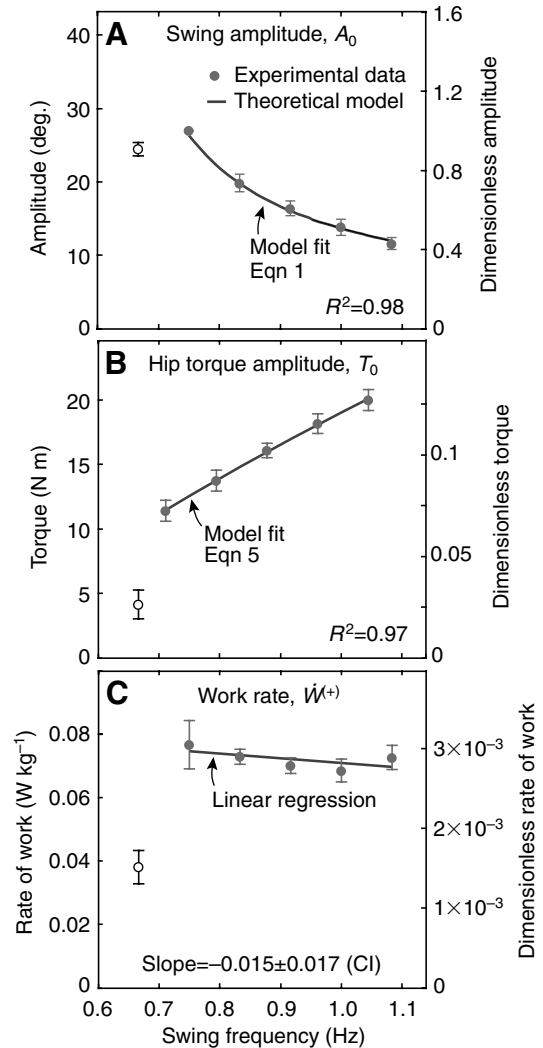 A Swing amplitude, A0
Experimental data
Theoretical model
Model fit
Eqn 1
R²=0.98
Amplitude (deg.)
40
30
20
10
0
Dimensionless amplitude
1.6
1.2
0.8
0.4
0
B Hip torque amplitude, T0
Model fit
Eqn 5
R²=0.97
Torque (N m)
20
15
10
5
0
Dimensionless torque
0.1
0.05
0
C Work rate, Ẇ(+)
Linear regression
Slope=–0.015±0.017 (CI)
Rate of work (W kg–1)
0.08
0.06
0.04
0.02
0
Dimensionless rate of work
3×10–3
2×10–3
1×10–3
0
0.6 0.7 0.8 0.9 1.0 1.1
Swing frequency (Hz)